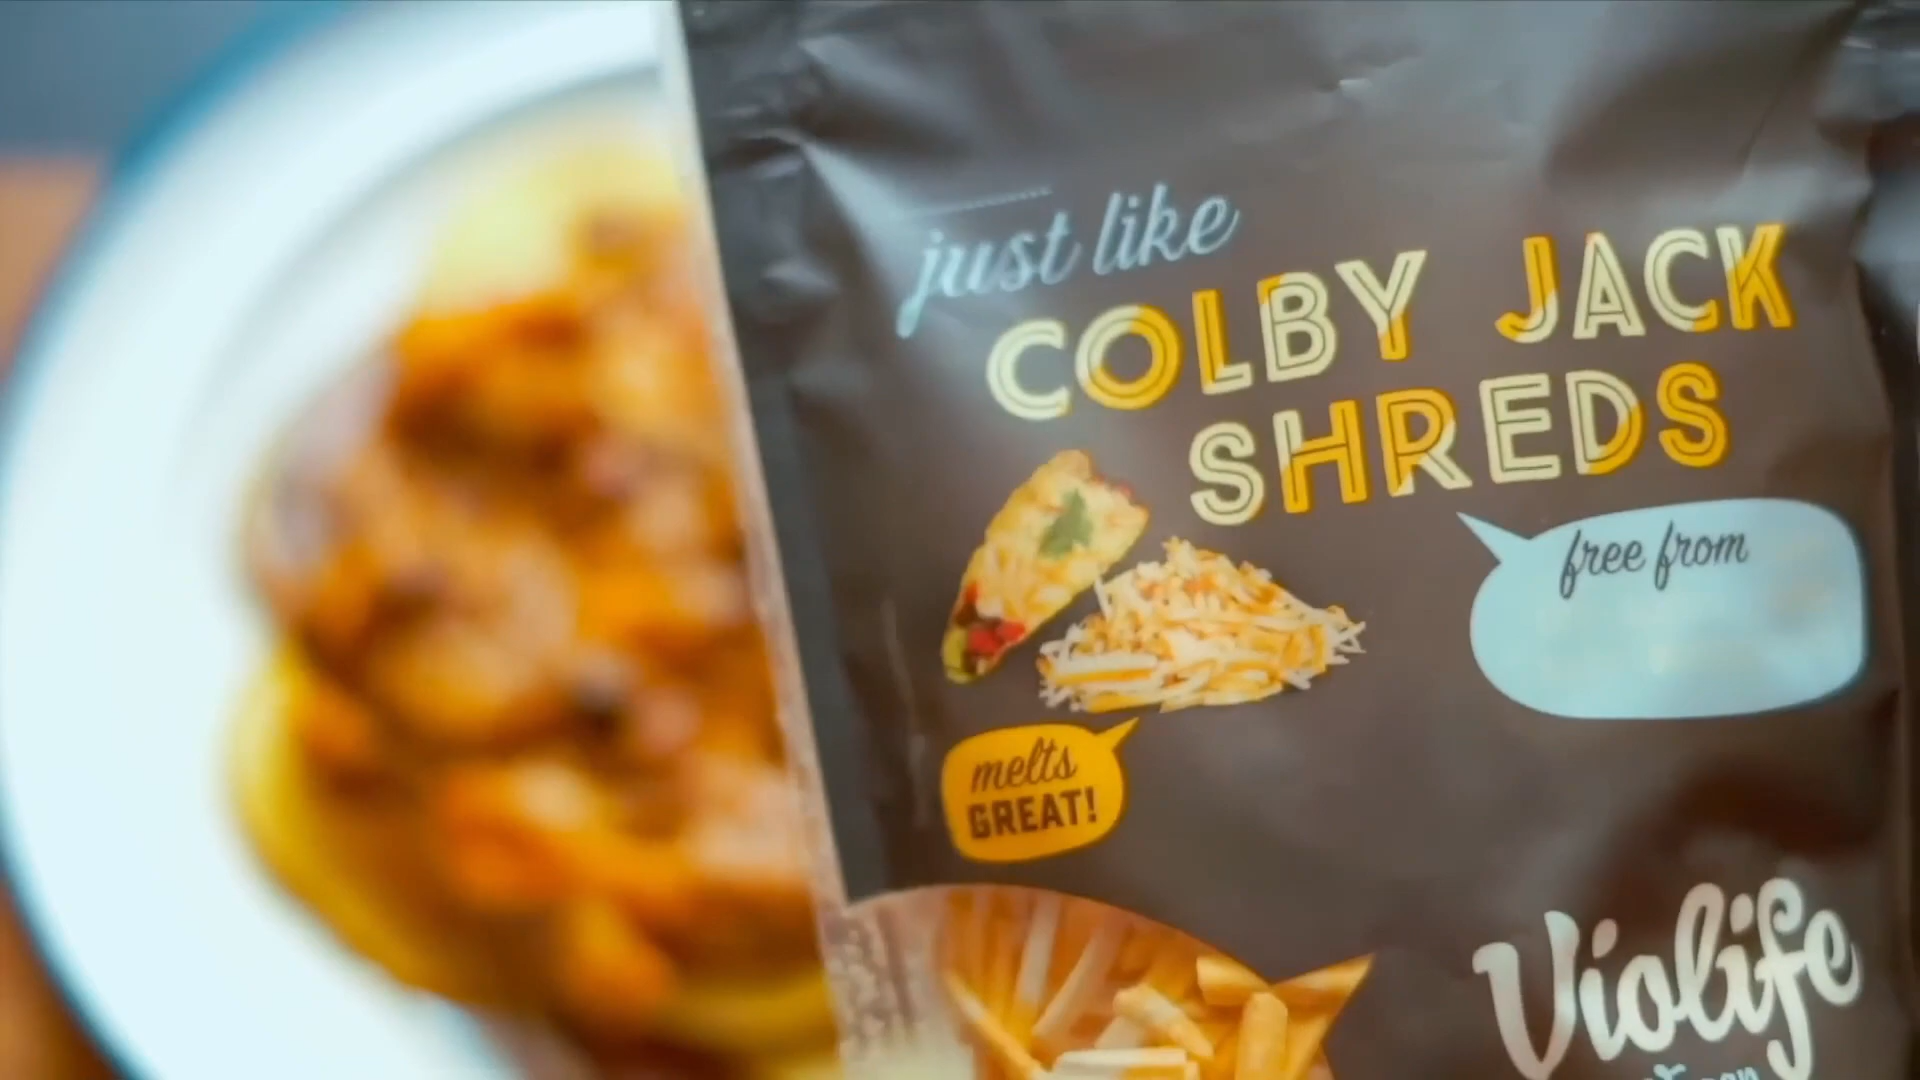 just like
COLBY JACK
SHREDS
free from
melts
GREAT!
Violife